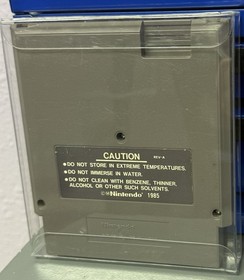 CAUTION REV-A
●DO NOT STORE IN EXTREME TEMPERATURES.
●DO NOT IMMERSE IN WATER.
●DO NOT CLEAN WITH BENZENE, THINNER,
ALCOHOL OR OTHER SUCH SOLVENTS.
Nintendo® 1985